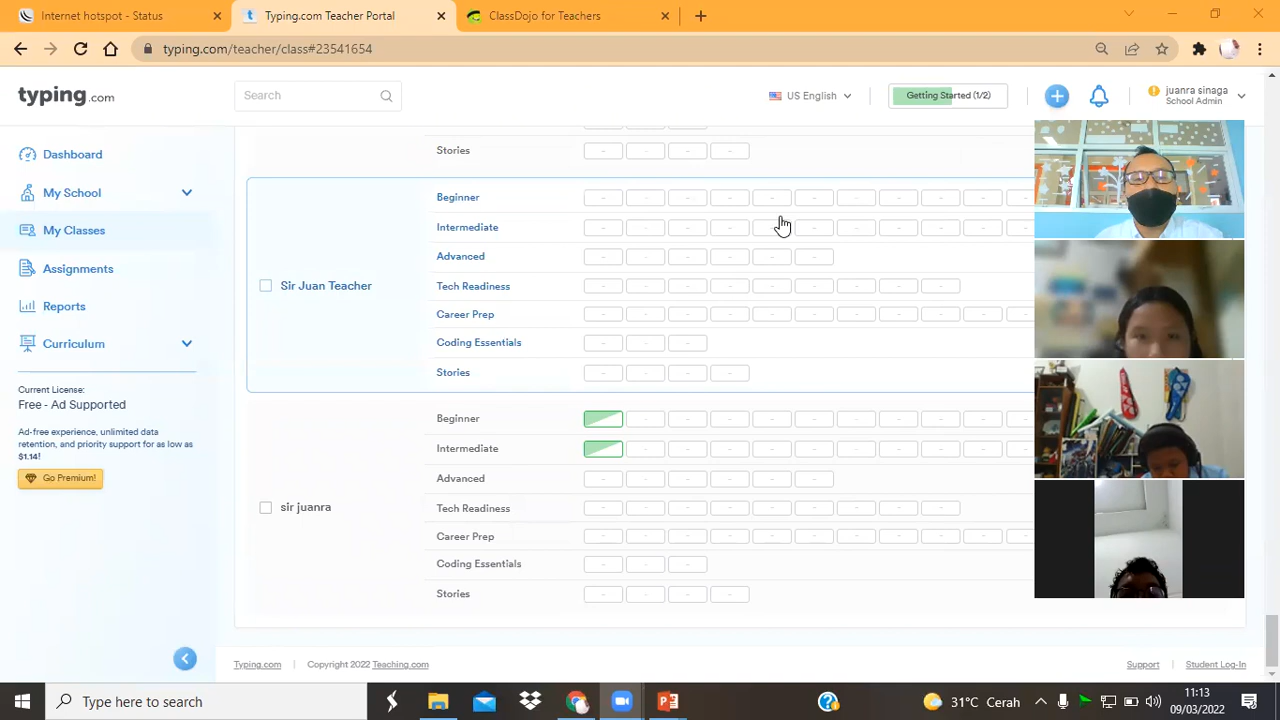 Internet hotspot - Status
Typing.com Teacher Portal
ClassDojo for Teachers
typing.com/teacher/class#23541654
typing.com
Search
US English
Getting Started (1/2)
juanra sinaga
School Admin
Dashboard
My School
My Classes
Assignments
Reports
Curriculum
Current License:
Free - Ad Supported
Ad-free experience, unlimited data
retention, and priority support for as low as
$1.14!
Go Premium!
Stories
Sir Juan Teacher
Beginner
Intermediate
Advanced
Tech Readiness
Career Prep
Coding Essentials
Stories
sir juanra
Beginner
Intermediate
Advanced
Tech Readiness
Career Prep
Coding Essentials
Stories
Typing.com
Copyright 2022 Teaching.com
Support
Student Log-In
Type here to search
31°C Cerah
11:13
09/03/2022